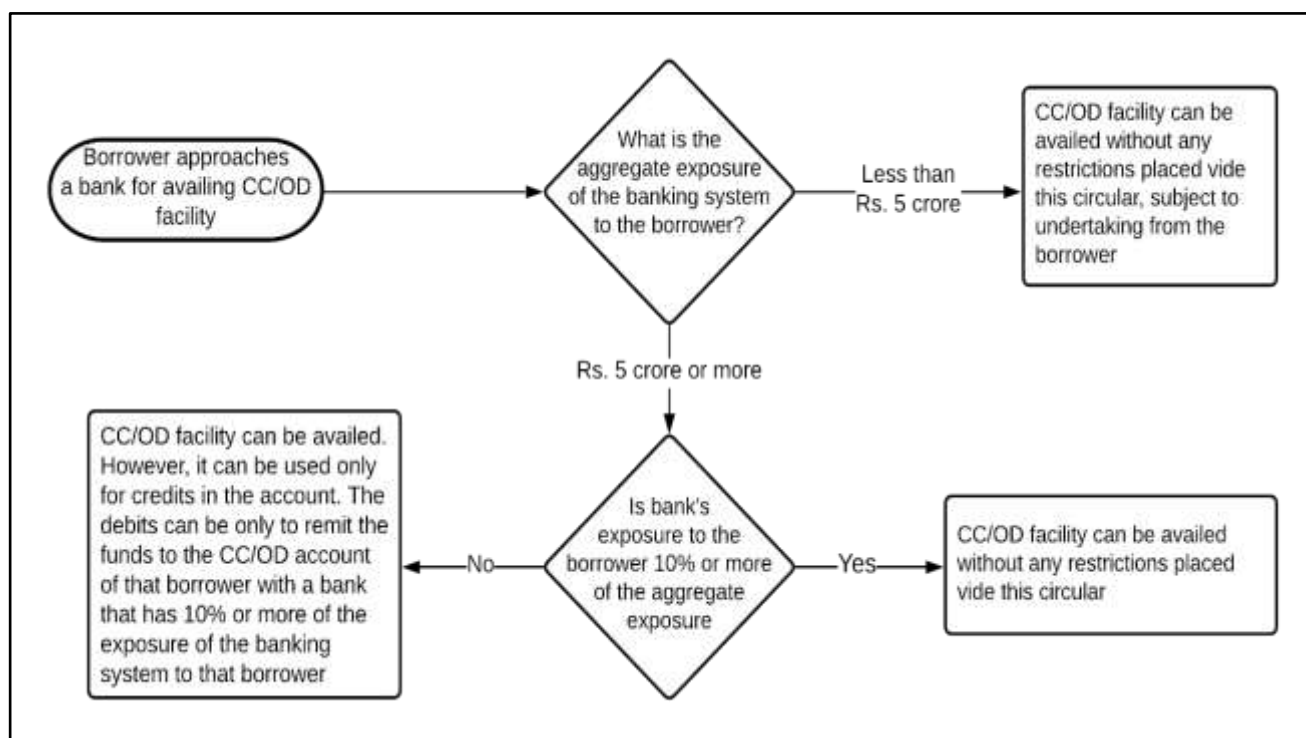 Borrower approaches
a bank for availing CC/OD
facility
What is the
aggregate exposure
of the banking system
to the borrower?
Less than
Rs. 5 crore
CC/OD facility can be
availed without any
restrictions placed vide
this circular, subject to
undertaking from the
borrower
Rs. 5 crore or more
Is bank's
exposure to the
borrower 10% or more
of the aggregate
exposure
No
CC/OD facility can be availed.
However, it can be used only
for credits in the account. The
debits can be only to remit the
funds to the CC/OD account
of that borrower with a bank
that has 10% or more of the
exposure of the banking
system to that borrower
Yes
CC/OD facility can be availed
without any restrictions placed
vide this circular